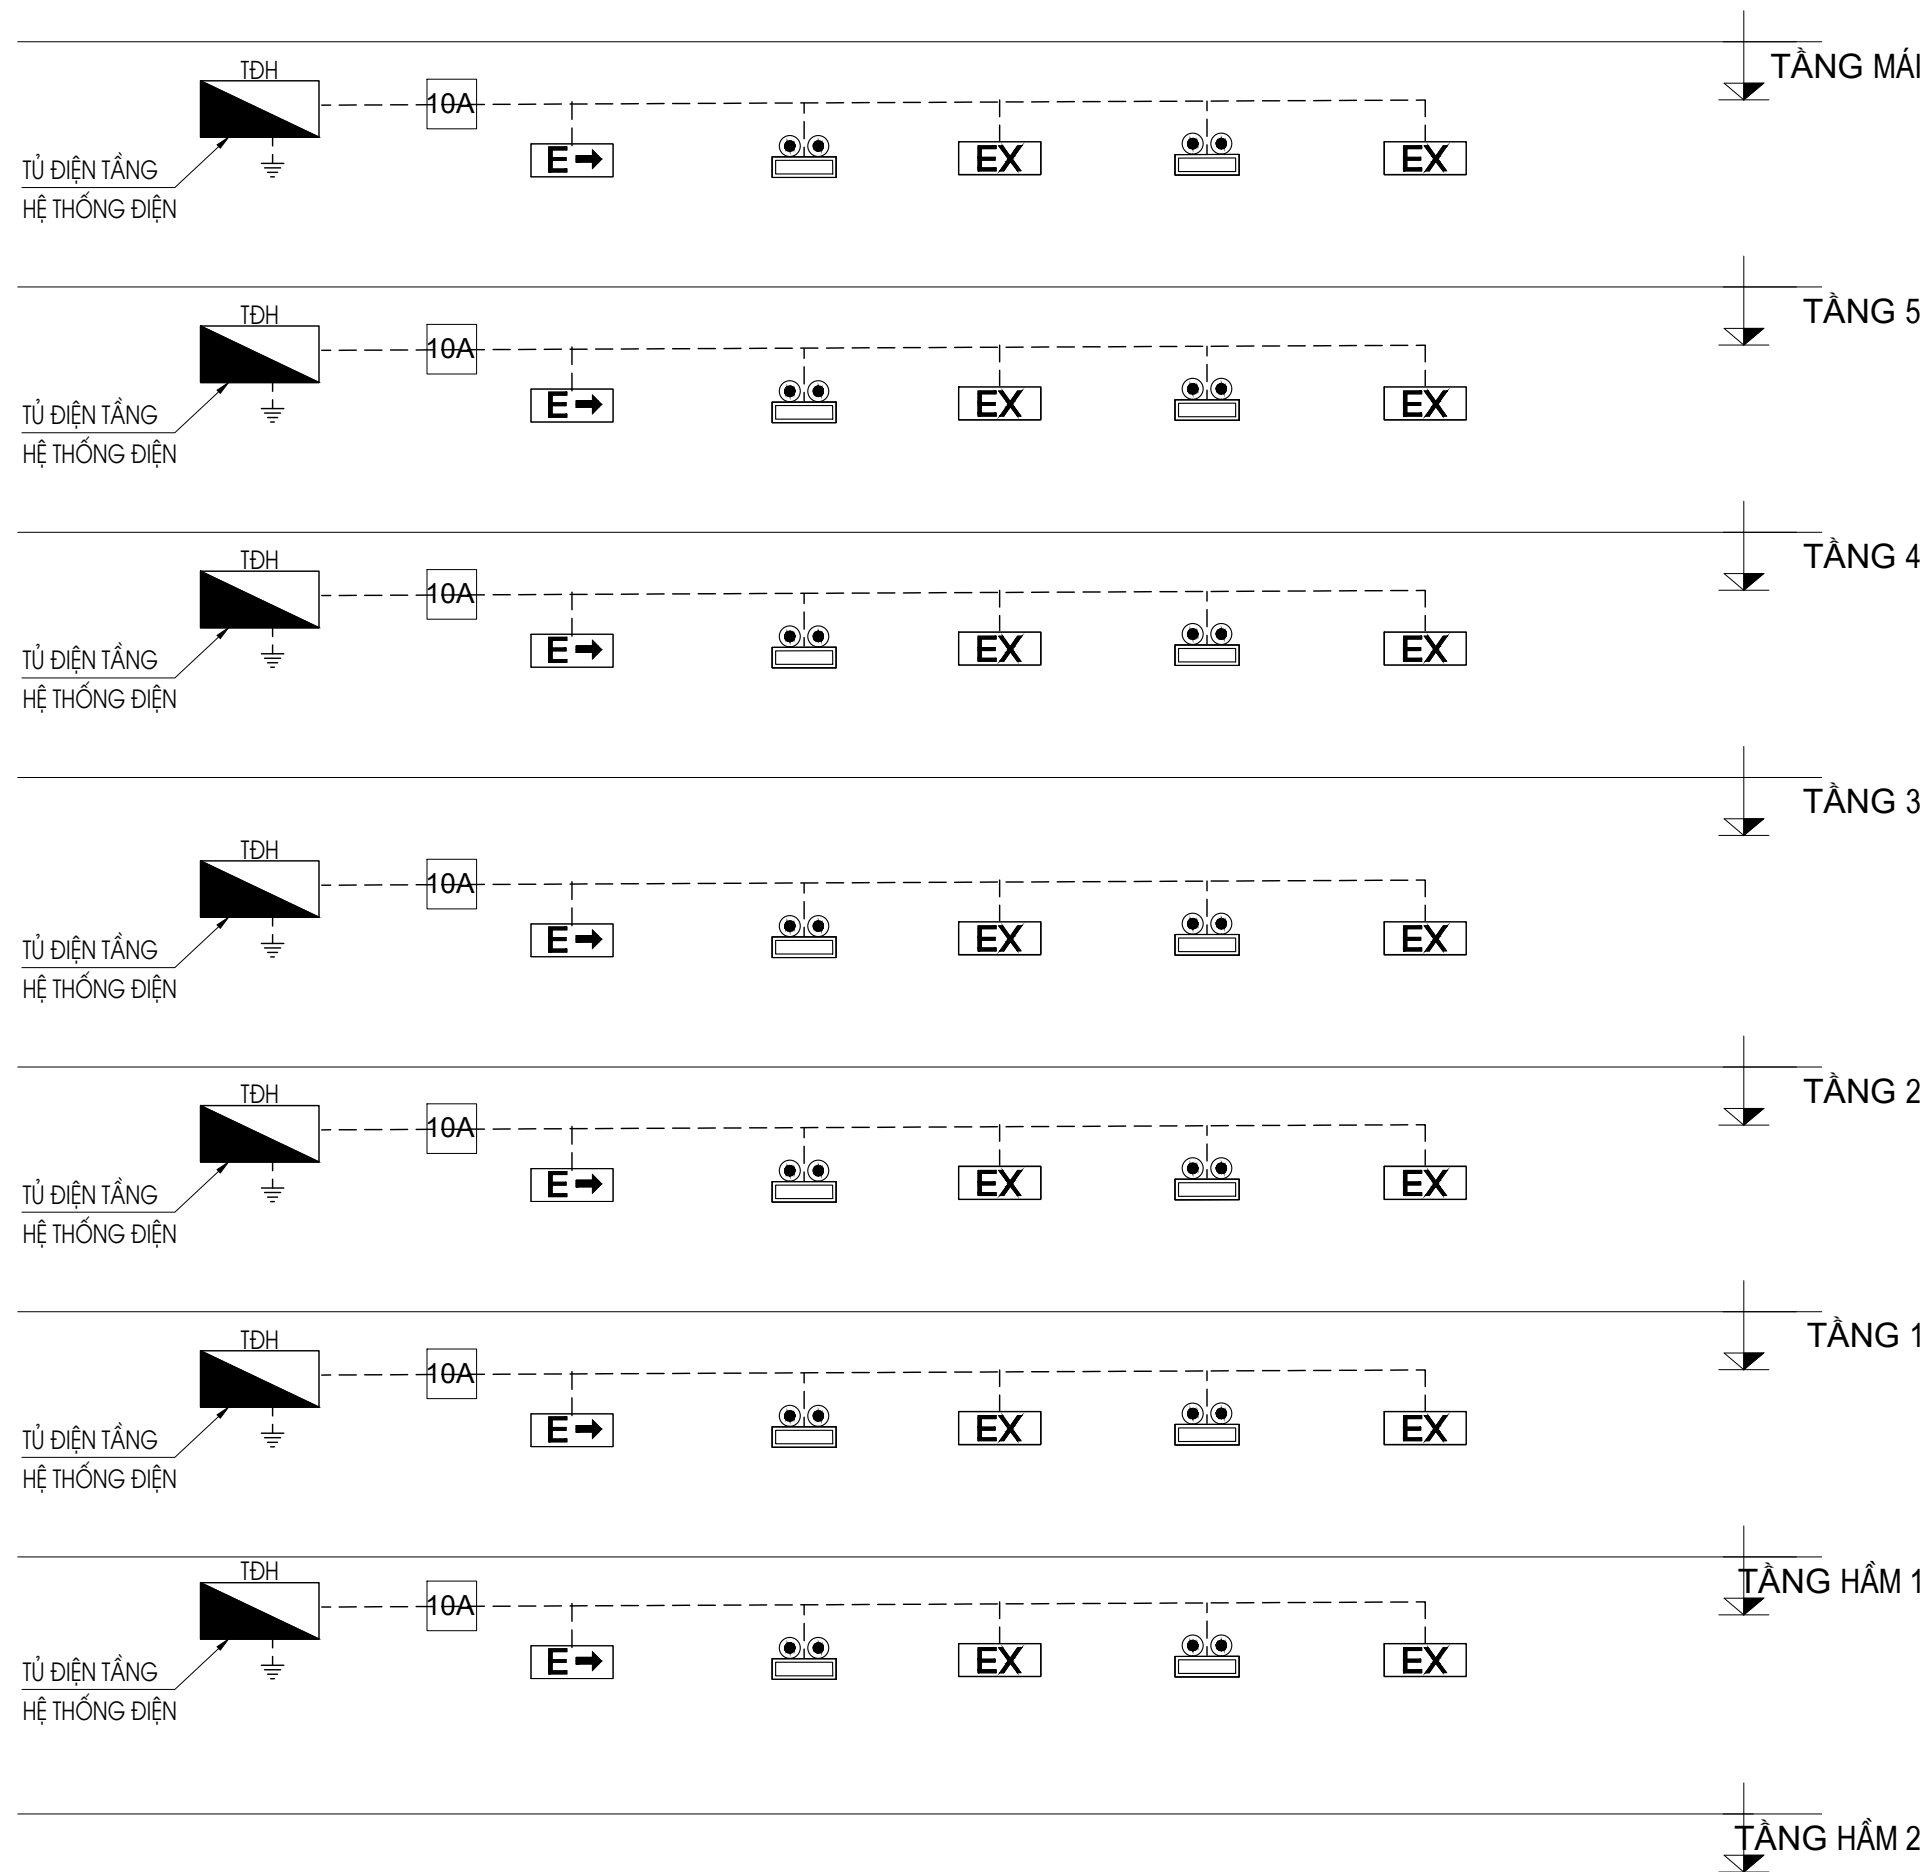 TẦNG MÁI
TĐH
10A
E
EX
EX
TỦ ĐIỆN TẦNG
HỆ THỐNG ĐIỆN
TẦNG 5
TĐH
10A
E
EX
EX
TỦ ĐIỆN TẦNG
HỆ THỐNG ĐIỆN
TẦNG 4
TĐH
10A
E
EX
EX
TỦ ĐIỆN TẦNG
HỆ THỐNG ĐIỆN
TẦNG 3
TĐH
10A
E
EX
EX
TỦ ĐIỆN TẦNG
HỆ THỐNG ĐIỆN
TẦNG 2
TĐH
10A
E
EX
EX
TỦ ĐIỆN TẦNG
HỆ THỐNG ĐIỆN
TẦNG 1
TĐH
10A
E
EX
EX
TỦ ĐIỆN TẦNG
HỆ THỐNG ĐIỆN
TẦNG HẦM 1
TĐH
10A
E
EX
EX
TỦ ĐIỆN TẦNG
HỆ THỐNG ĐIỆN
TẦNG HẦM 2